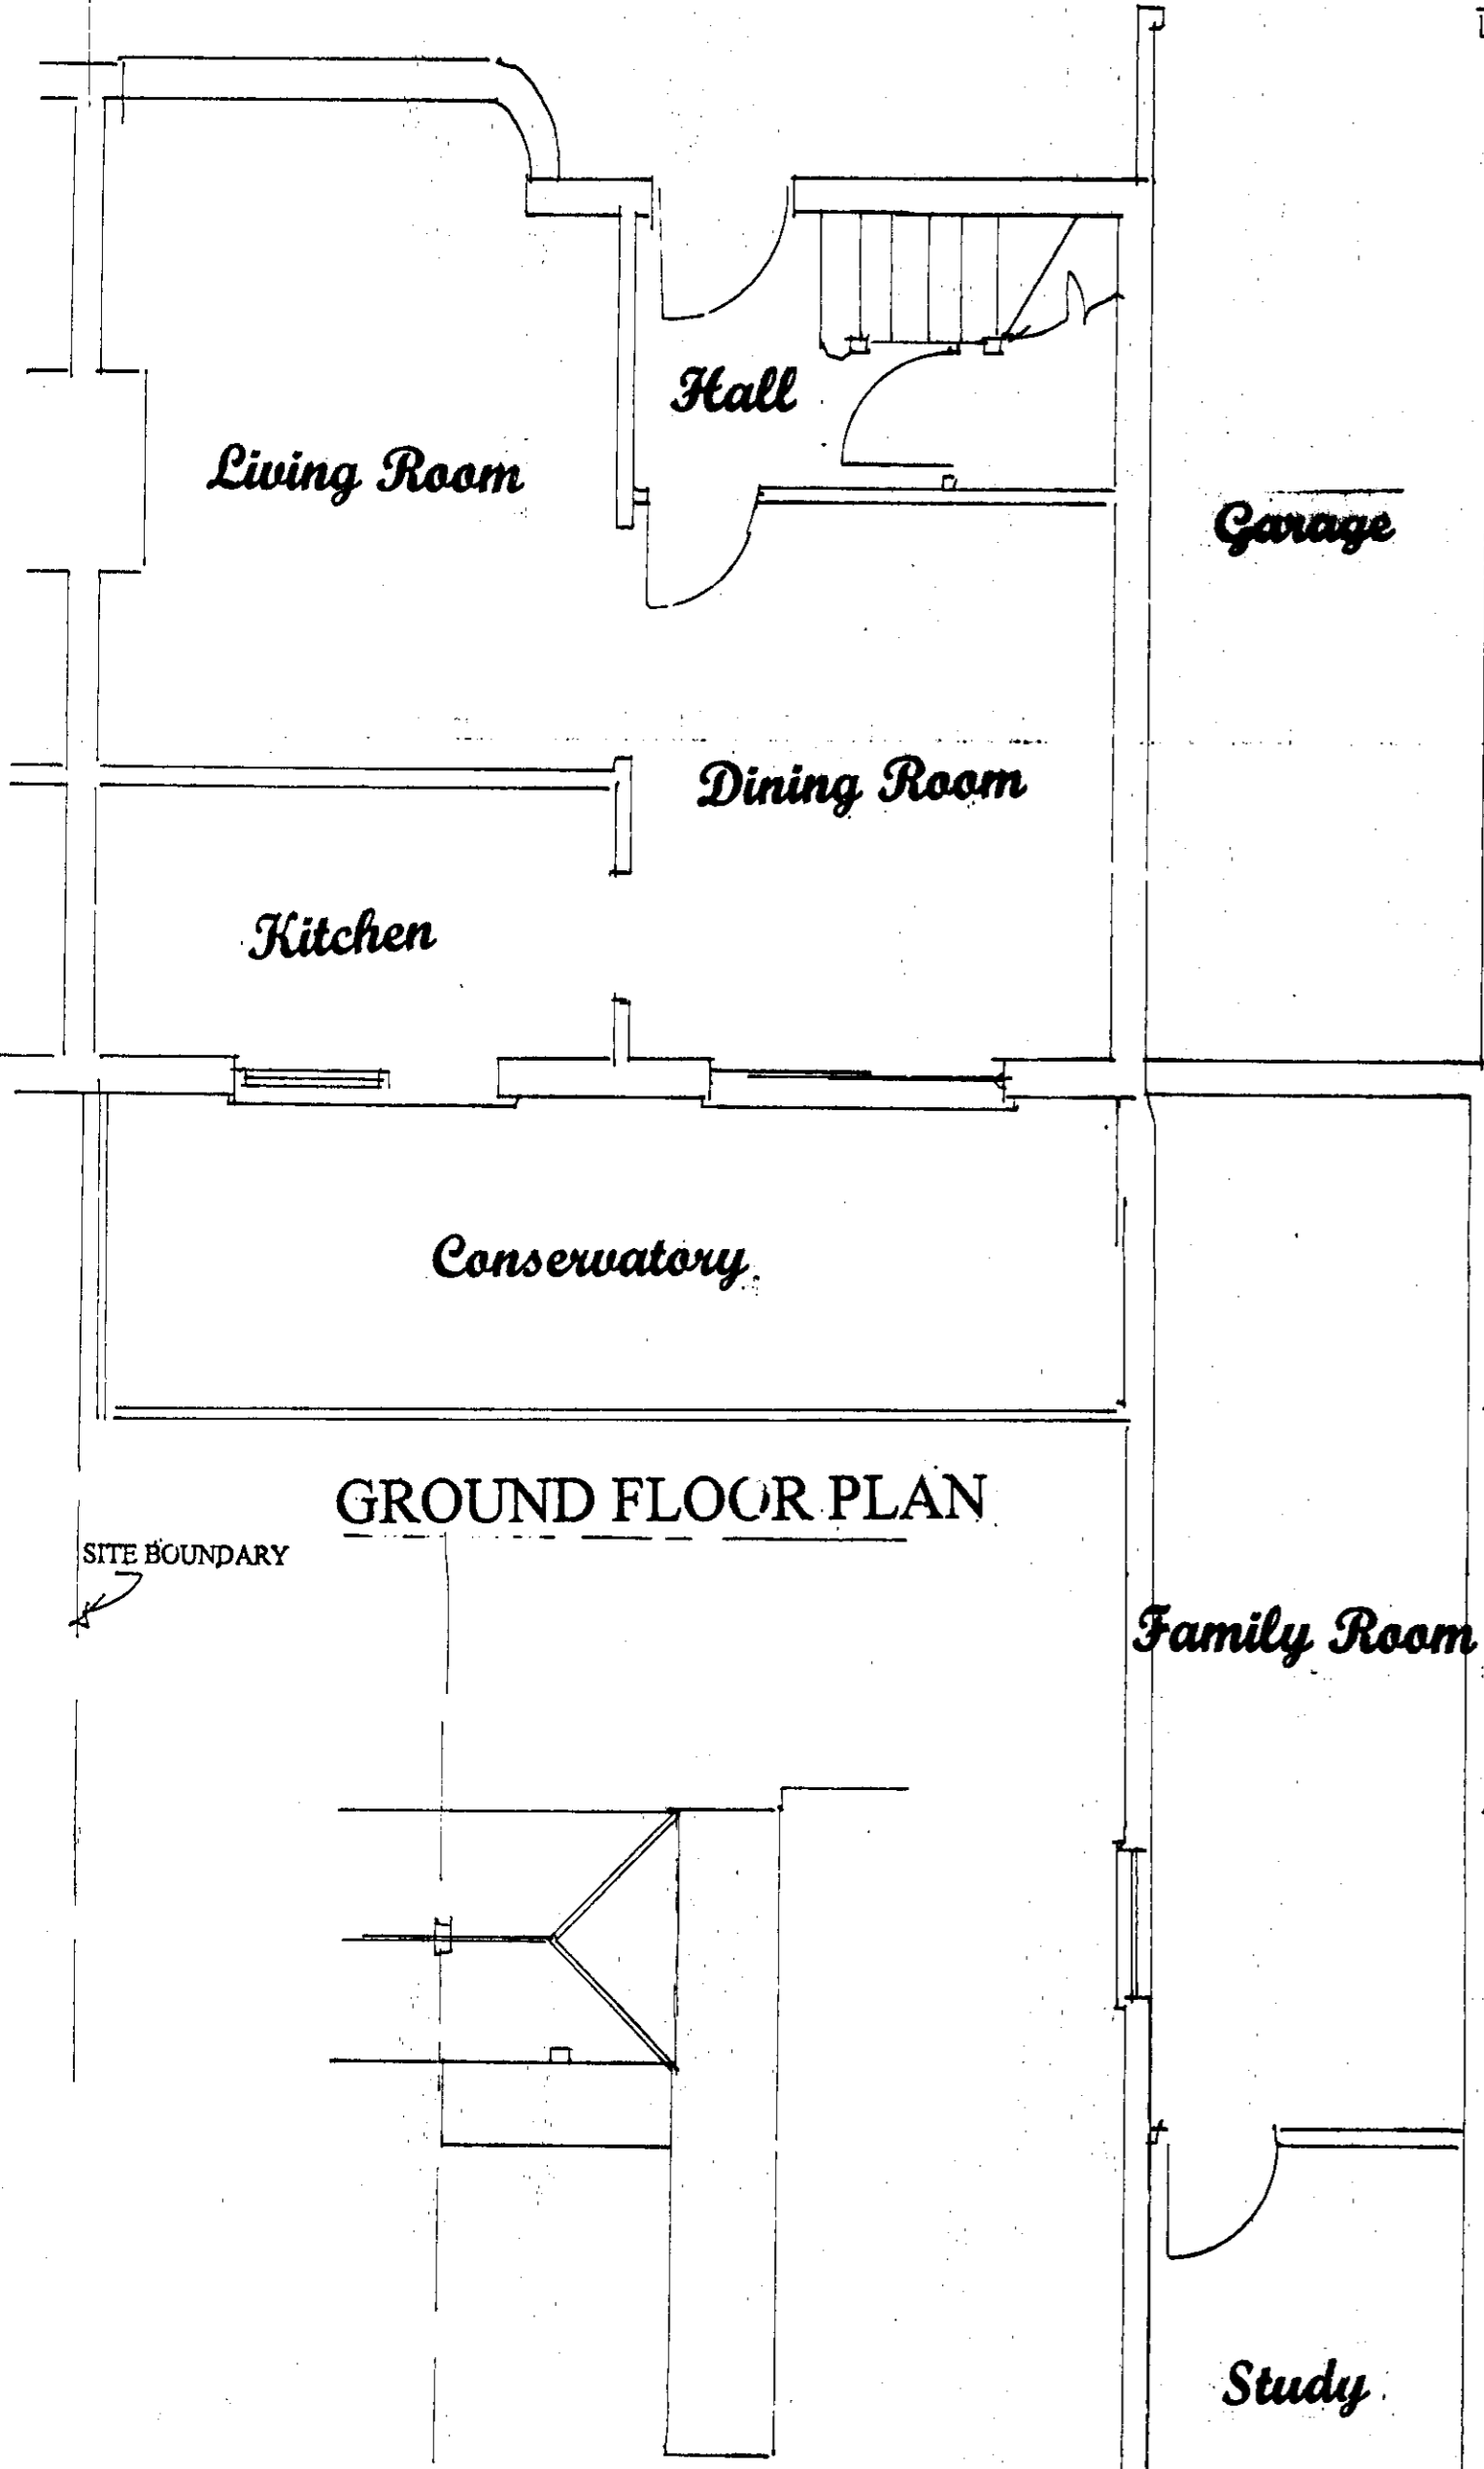 Hall
Living Room
Garage
Dining Room
Kitchen
Conservatory
GROUND FLOOR PLAN
SITE BOUNDARY
Family Room
Study